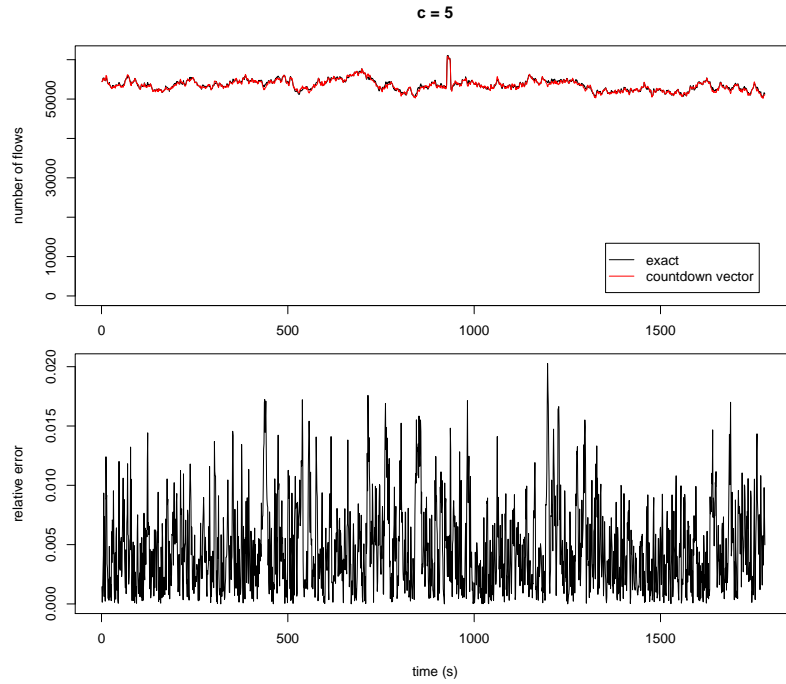 c = 5
number of flows
50000
30000
10000
0
exact
countdown vector
0
500
1000
1500
relative error
0.020
0.015
0.010
0.005
0.000
0
500
1000
1500
time (s)